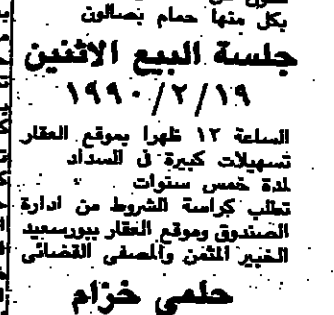 بكل منها حمام بصالون
جلسة البيع الاثنين
١٩/٢/١٩٩٠
الساعة ١٢ ظهرا بموقع العقار
تسهيلات كبيرة فى السداد
لمدة خمس سنوات
تطلب كراسة الشروط من ادارة
الصندوق وموقع العقار ببورسعيد
الخبير المثمن والمصفى القضائى
حلمى خزام